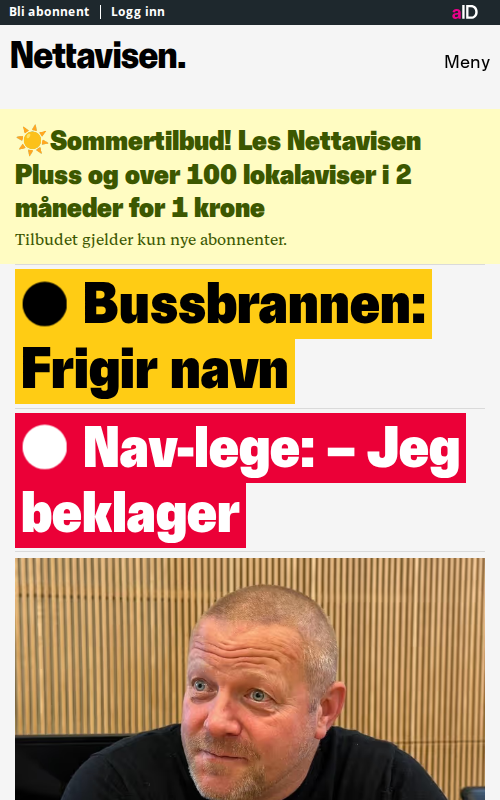 Bli abonnent | Logg inn
aID
Nettavisen.
Meny
☀️Sommertilbud! Les Nettavisen
Pluss og over 100 lokalaviser i 2
måneder for 1 krone
Tilbudet gjelder kun nye abonnenter.
● Bussbrannen:
Frigir navn
● Nav-lege: – Jeg
beklager